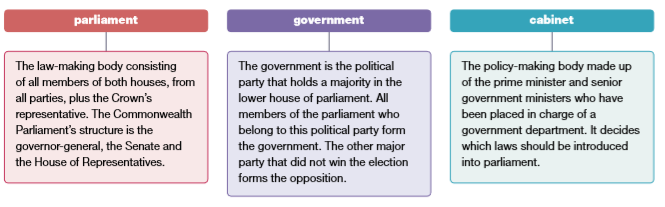 parliament
The law-making body consisting
of all members of both houses, from
all parties, plus the Crown's
representative. The Commonwealth
Parliament's structure is the
governor-general, the Senate and
the House of Representatives.
government
The government is the political
party that holds a majority in the
lower house of parliament. All
members of the parliament who
belong to this political party form
the government. The other major
party that did not win the election
forms the opposition.
cabinet
The policy-making body made up
of the prime minister and senior
government ministers who have
been placed in charge of a
government department. It decides
which laws should be introduced
into parliament.